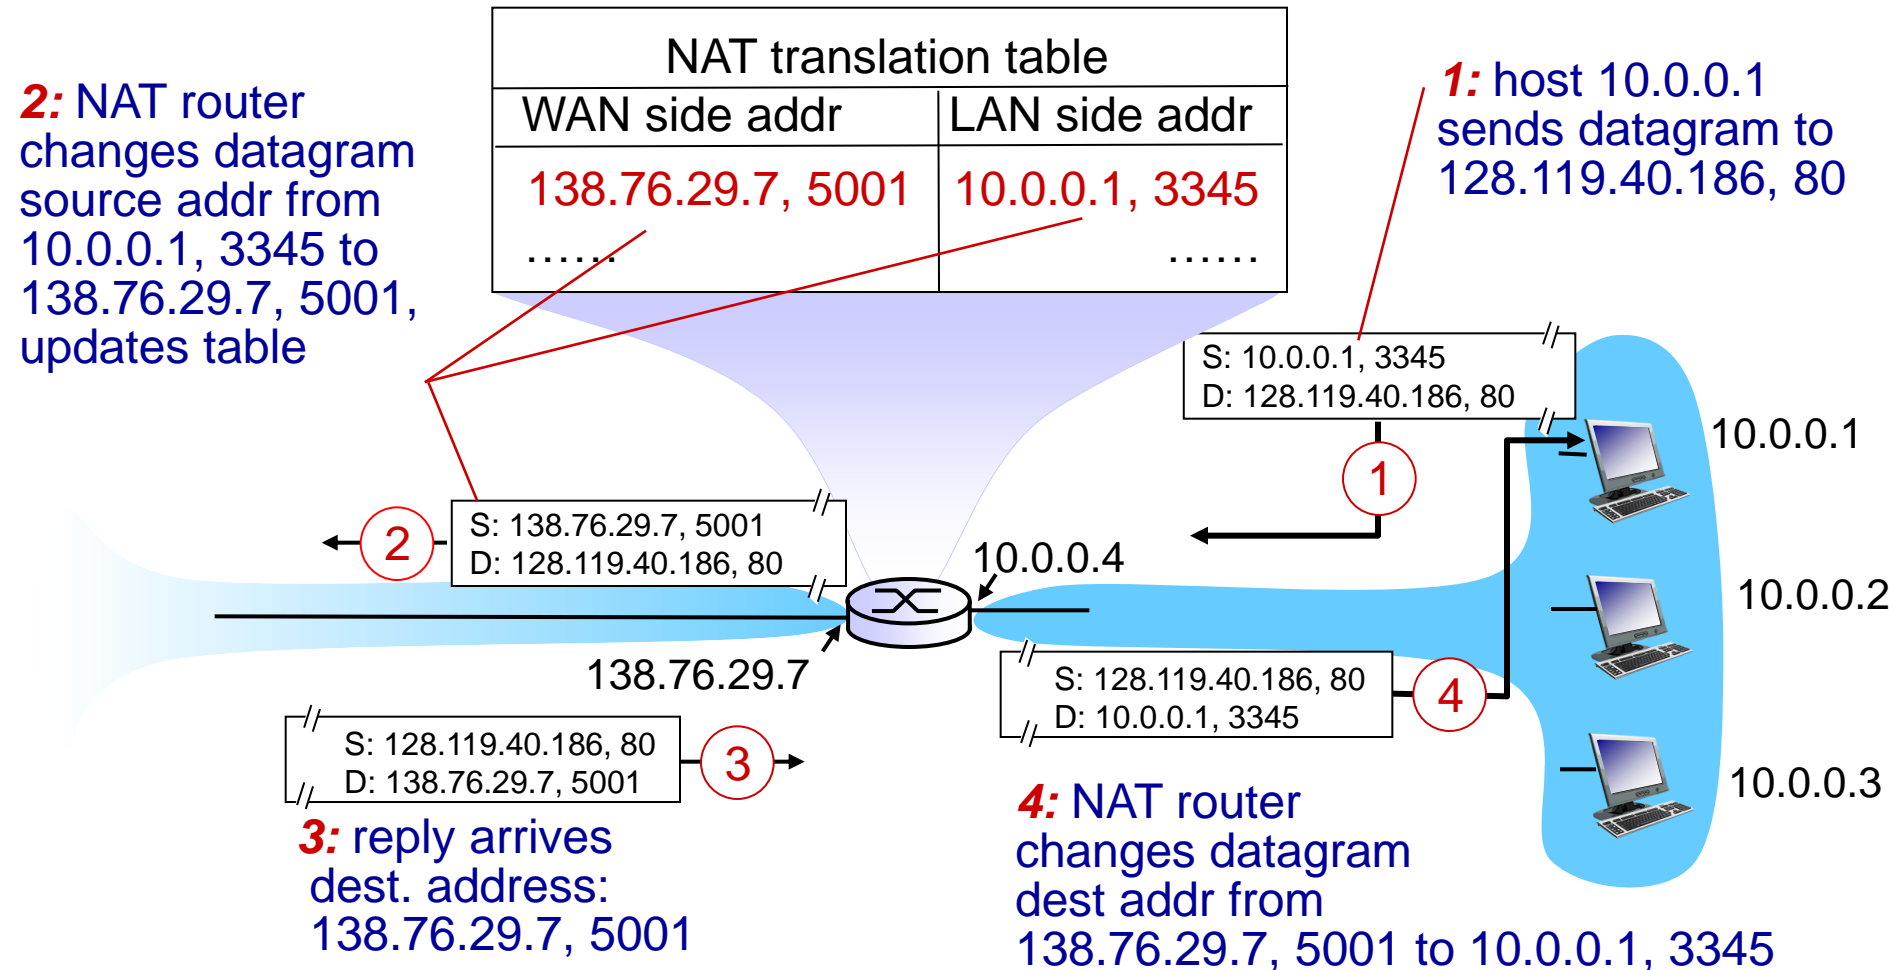 NAT translation table
WAN side addr LAN side addr
138.76.29.7, 5001 10.0.0.1, 3345
...... ......
2: NAT router
changes datagram
source addr from
10.0.0.1, 3345 to
138.76.29.7, 5001,
updates table
1: host 10.0.0.1
sends datagram to
128.119.40.186, 80
S: 10.0.0.1, 3345
D: 128.119.40.186, 80
1
10.0.0.1
S: 138.76.29.7, 5001
D: 128.119.40.186, 80
2
10.0.0.4
10.0.0.2
138.76.29.7
S: 128.119.40.186, 80
D: 10.0.0.1, 3345
4
S: 128.119.40.186, 80
D: 138.76.29.7, 5001
3
10.0.0.3
3: reply arrives
dest. address:
138.76.29.7, 5001
4: NAT router
changes datagram
dest addr from
138.76.29.7, 5001 to 10.0.0.1, 3345